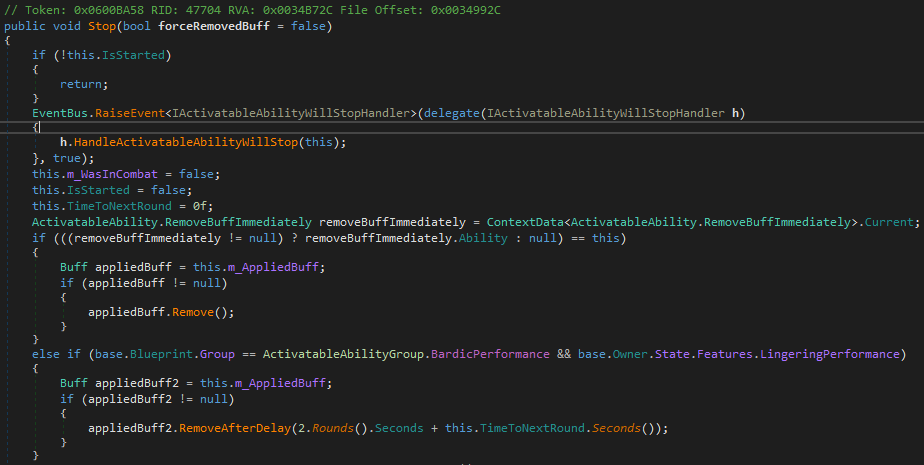 // Token: 0x0600BA58 RID: 47704 RVA: 0x0034B72C File Offset: 0x0034992C
public void Stop(bool forceRemovedBuff = false)
{
if (!this.IsStarted)
{
return;
}
EventBus.RaiseEvent<IActivatableAbilityWillStopHandler>(delegate(IActivatableAbilityWillStopHandler h)
{
h.HandleActivatableAbilityWillStop(this);
}, true);
this.m_WasInCombat = false;
this.IsStarted = false;
this.TimeToNextRound = 0f;
ActivatableAbility.RemoveBuffImmediately removeBuffImmediately = ContextData<ActivatableAbility.RemoveBuffImmediately>.Current;
if (((removeBuffImmediately != null) ? removeBuffImmediately.Ability : null) == this)
{
Buff appliedBuff = this.m_AppliedBuff;
if (appliedBuff != null)
{
appliedBuff.Remove();
}
}
else if (base.Blueprint.Group == ActivatableAbilityGroup.BardicPerformance && base.Owner.State.Features.LingeringPerformance)
{
Buff appliedBuff2 = this.m_AppliedBuff;
if (appliedBuff2 != null)
{
appliedBuff2.RemoveAfterDelay(2.Rounds().Seconds + this.TimeToNextRound.Seconds());
}
}